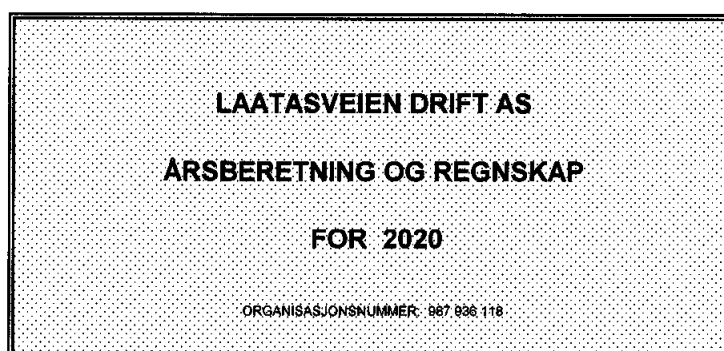 LAATASVEIEN DRIFT AS
ÅRSBERETNING OG REGNSKAP
FOR 2020
ORGANISASJONSNUMMER: 987 936 118